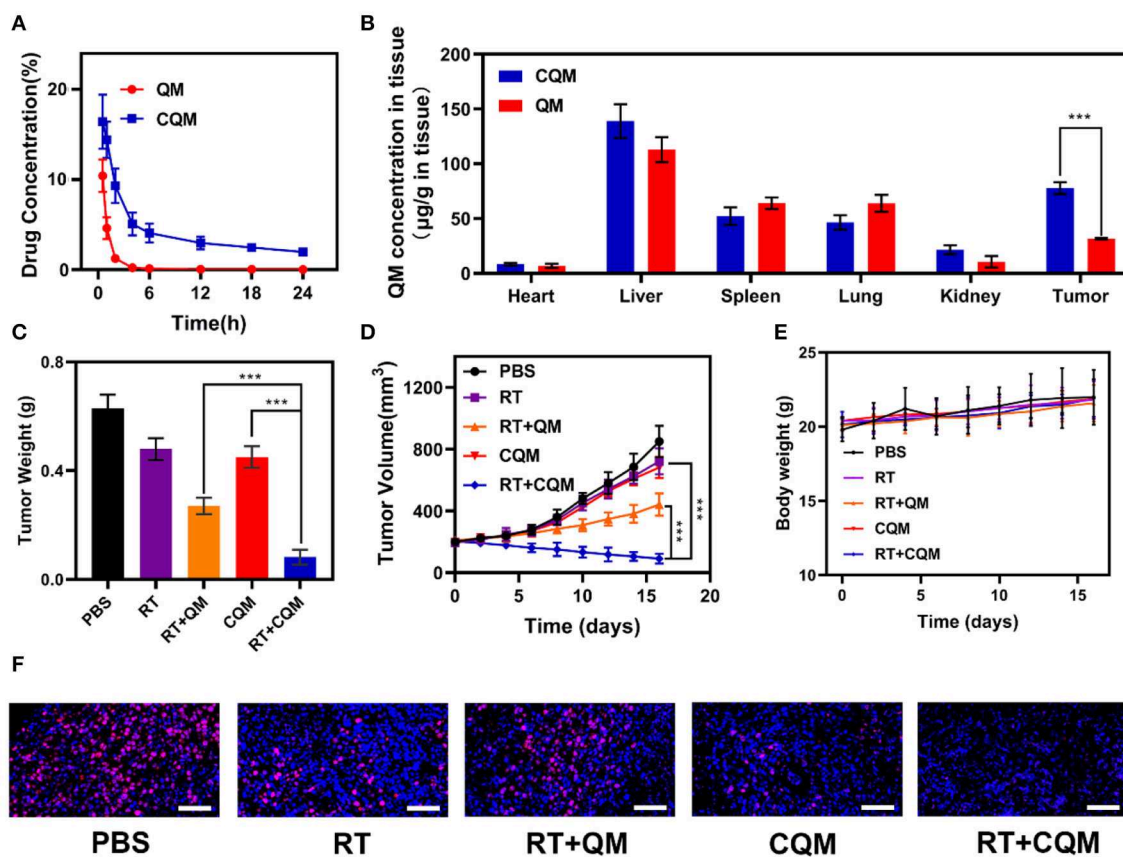 A
Drug Concentration(%)
20
10
0
QM
CQM
0 6 12 18 24
Time(h)
B
QM concentration in tissue
(μg/g in tissue)
200
150
100
50
0
CQM
QM
***
Heart Liver Spleen Lung Kidney Tumor
C
Tumor Weight (g)
0.8
0.4
0.0
***
***
PBS RT RT+QM CQM RT+CQM
D
Tumor Volume(mm3)
1200
800
400
0
PBS
RT
RT+QM
CQM
RT+CQM
***
***
0 5 10 15 20
Time (days)
E
Body weight (g)
25
20
15
10
PBS
RT
RT+QM
CQM
RT+CQM
0 5 10 15
Time (days)
F
PBS RT RT+QM CQM RT+CQM